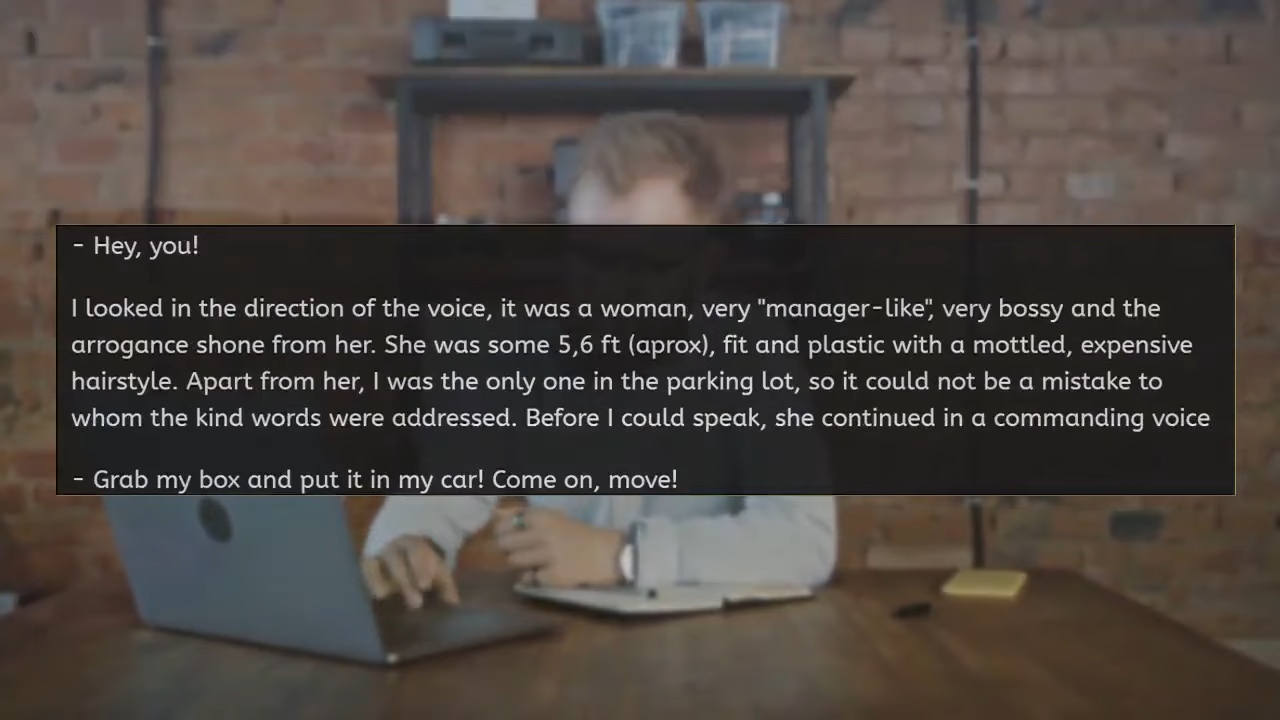 - Hey, you!
I looked in the direction of the voice, it was a woman, very "manager-like", very bossy and the
arrogance shone from her. She was some 5,6 ft (aprox), fit and plastic with a mottled, expensive
hairstyle. Apart from her, I was the only one in the parking lot, so it could not be a mistake to
whom the kind words were addressed. Before I could speak, she continued in a commanding voice
- Grab my box and put it in my car! Come on, move!